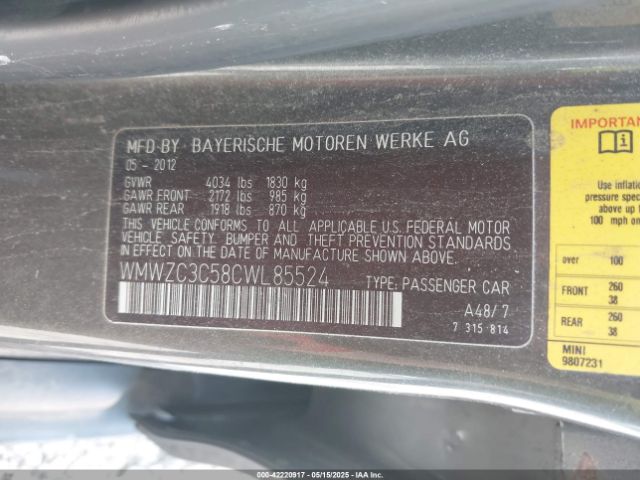 MFD BY BAYERISCHE MOTOREN WERKE AG
05 - 2012
GVWR 4034 lbs 1830 kg
GAWR FRONT 2172 lbs 985 kg
GAWR REAR 1918 lbs 870 kg
THIS VEHICLE CONFORMS TO ALL APPLICABLE U.S. FEDERAL MOTOR
VEHICLE SAFETY, BUMPER AND THEFT PREVENTION STANDARDS
IN EFFECT ON THE DATE OF MANUFACTURE SHOWN ABOVE.
WMWZC3C58CWL85524 TYPE: PASSENGER CAR
A48/7
7 315 814
IMPORTAN
i
Use inflat
pressure speci
above up t
100 mph on
over 100
FRONT 260
38
REAR 260
38
MINI
9807231
000-42220917 - 05/15/2025 - IAAI.COM